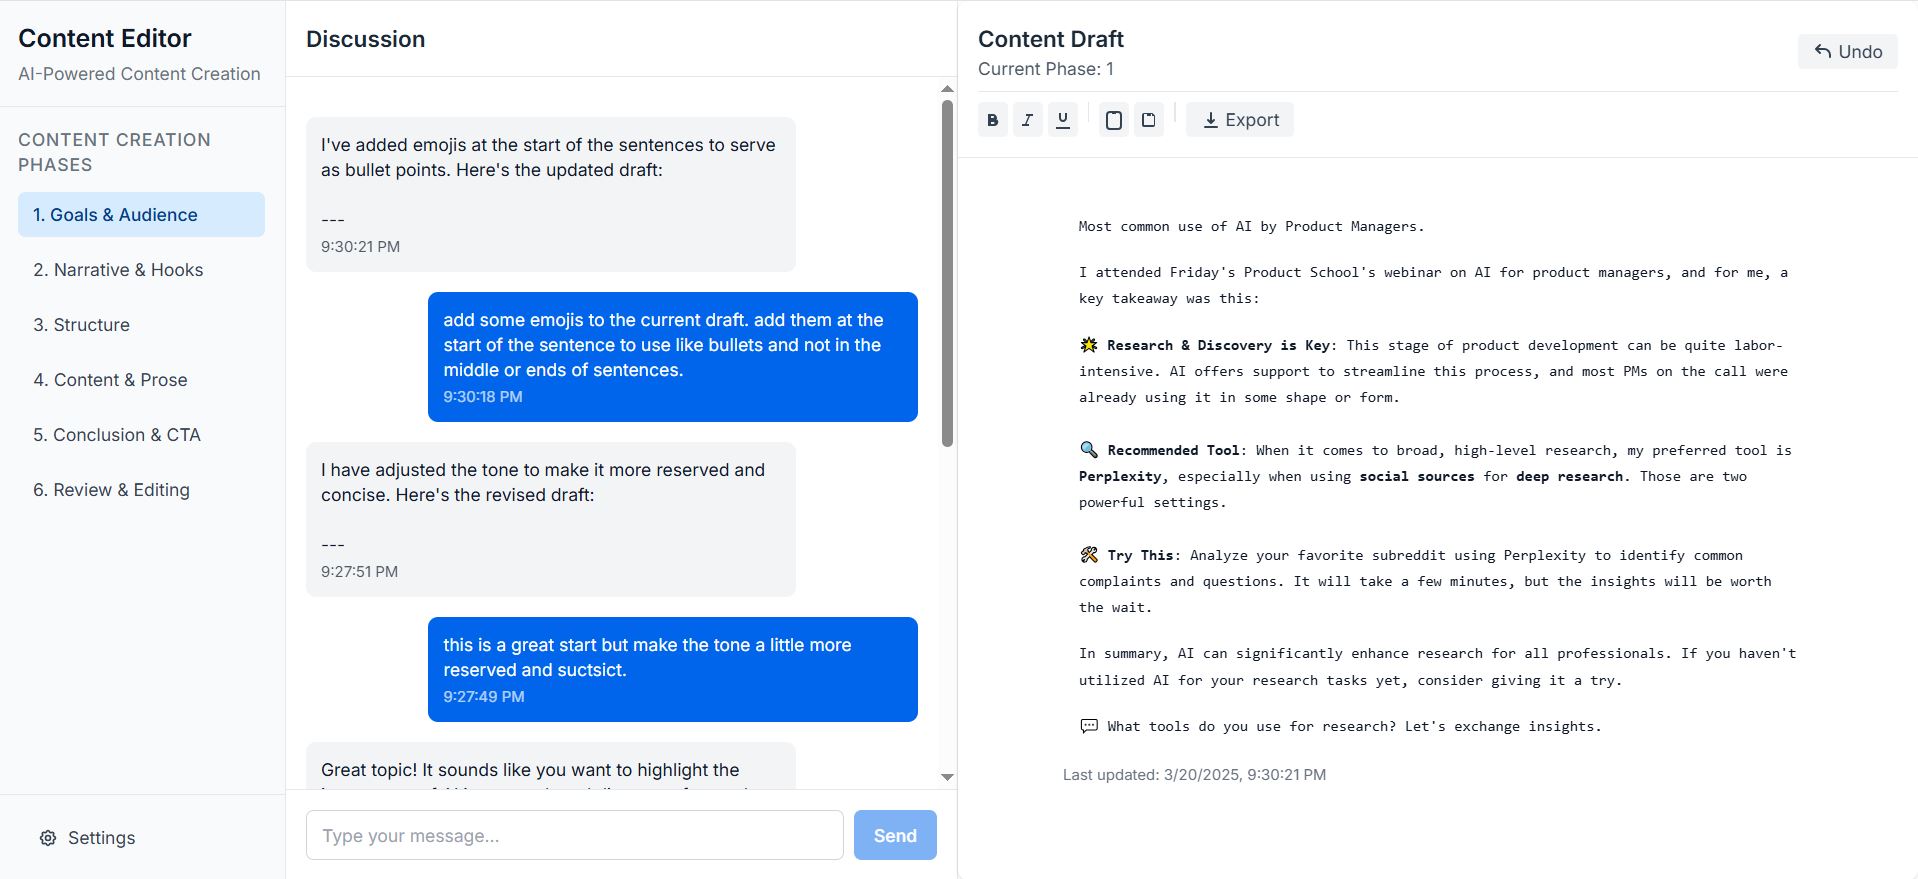 Content Editor
AI-Powered Content Creation
CONTENT CREATION
PHASES
1. Goals & Audience
2. Narrative & Hooks
3. Structure
4. Content & Prose
5. Conclusion & CTA
6. Review & Editing
Settings
Discussion
I've added emojis at the start of the sentences to serve
as bullet points. Here's the updated draft:
---
9:30:21 PM
add some emojis to the current draft. add them at the
start of the sentence to use like bullets and not in the
middle or ends of sentences.
9:30:18 PM
I have adjusted the tone to make it more reserved and
concise. Here's the revised draft:
---
9:27:51 PM
this is a great start but make the tone a little more
reserved and suctsict.
9:27:49 PM
Great topic! It sounds like you want to highlight the
Type your message...
Send
Content Draft
Current Phase: 1
Undo
B I U
Export
Most common use of AI by Product Managers.
I attended Friday's Product School's webinar on AI for product managers, and for me, a
key takeaway was this:
🌟 Research & Discovery is Key: This stage of product development can be quite labor-
intensive. AI offers support to streamline this process, and most PMs on the call were
already using it in some shape or form.
🔍 Recommended Tool: When it comes to broad, high-level research, my preferred tool is
Perplexity, especially when using social sources for deep research. Those are two
powerful settings.
🛠 Try This: Analyze your favorite subreddit using Perplexity to identify common
complaints and questions. It will take a few minutes, but the insights will be worth
the wait.
In summary, AI can significantly enhance research for all professionals. If you haven't
utilized AI for your research tasks yet, consider giving it a try.
💬 What tools do you use for research? Let's exchange insights.
Last updated: 3/20/2025, 9:30:21 PM